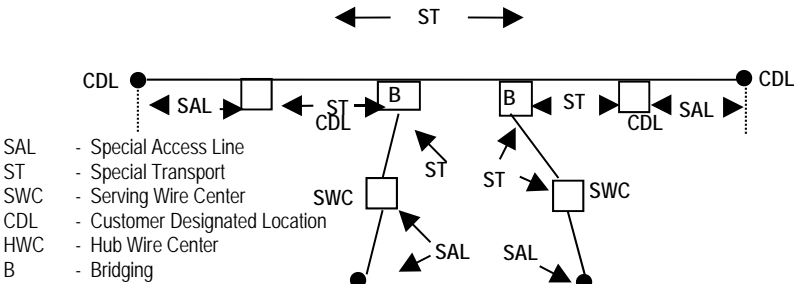 ST
CDL CDL
SAL ST B B ST SAL
CDL CDL
SAL - Special Access Line
ST - Special Transport ST ST
SWC - Serving Wire Center SWC SWC
CDL - Customer Designated Location
HWC - Hub Wire Center SAL SAL
B - Bridging